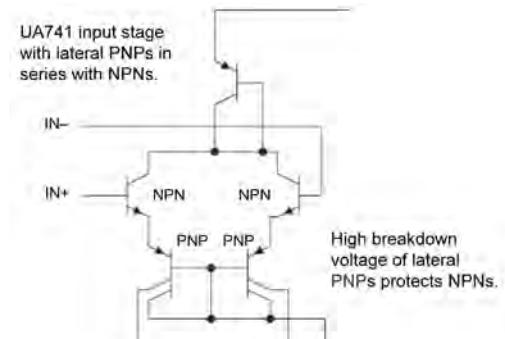 UA741 input stage
with lateral PNPs in
series with NPNs.
IN–
IN+
NPN
NPN
PNP
PNP
High breakdown
voltage of lateral
PNPs protects NPNs.